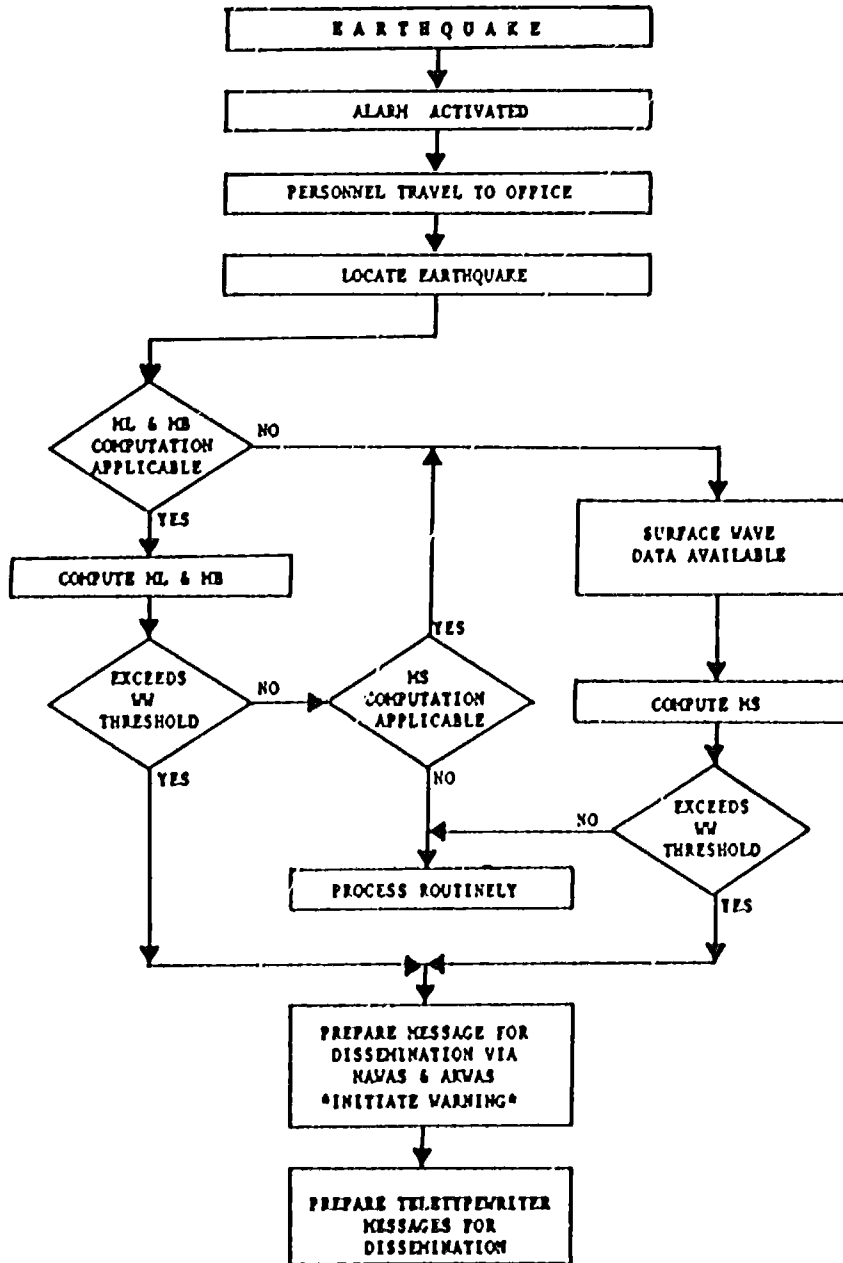 EARTHQUAKE
ALARM ACTIVATED
PERSONNEL TRAVEL TO OFFICE
LOCATE EARTHQUAKE
ML & MB
COMPUTATION
APPLICABLE
NO
YES
SURFACE WAVE
DATA AVAILABLE
COMPUTE ML & MB
YES
EXCEEDS
WW
THRESHOLD
NO
MS
COMPUTATION
APPLICABLE
COMPUTE MS
YES
NO
NO
EXCEEDS
WW
THRESHOLD
PROCESS ROUTINELY
YES
PREPARE MESSAGE FOR
DISSEMINATION VIA
NAWAS & AKWAS
*INITIATE WARNING*
PREPARE TELETYPEWRITER
MESSAGES FOR
DISSEMINATION